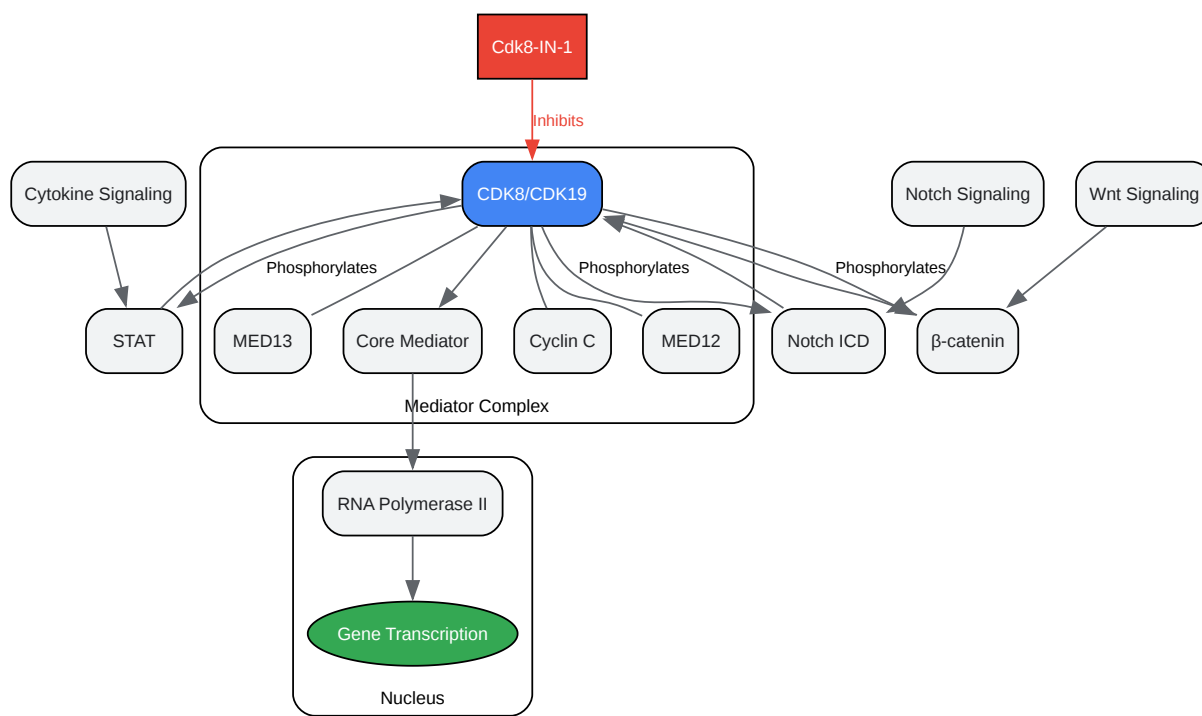 Cdk8-IN-1
Inhibits
Cytokine Signaling
CDK8/CDK19
Notch Signaling
Wnt Signaling
Phosphorylates
Phosphorylates
Phosphorylates
STAT
MED13
Core Mediator
Cyclin C
MED12
Notch ICD
β-catenin
Mediator Complex
RNA Polymerase II
Gene Transcription
Nucleus